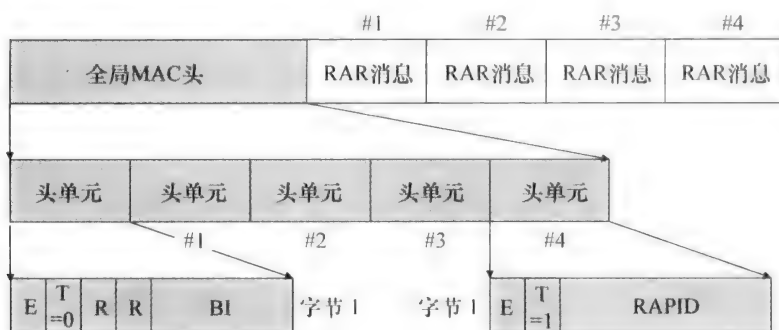 #1 #2 #3 #4
全局MAC头 RAR消息 RAR消息 RAR消息 RAR消息
头单元 头单元 头单元 头单元 头单元
#1 #2 #3 #4
E T=0 R R BI 字节1 字节1 E T=1 RAPID